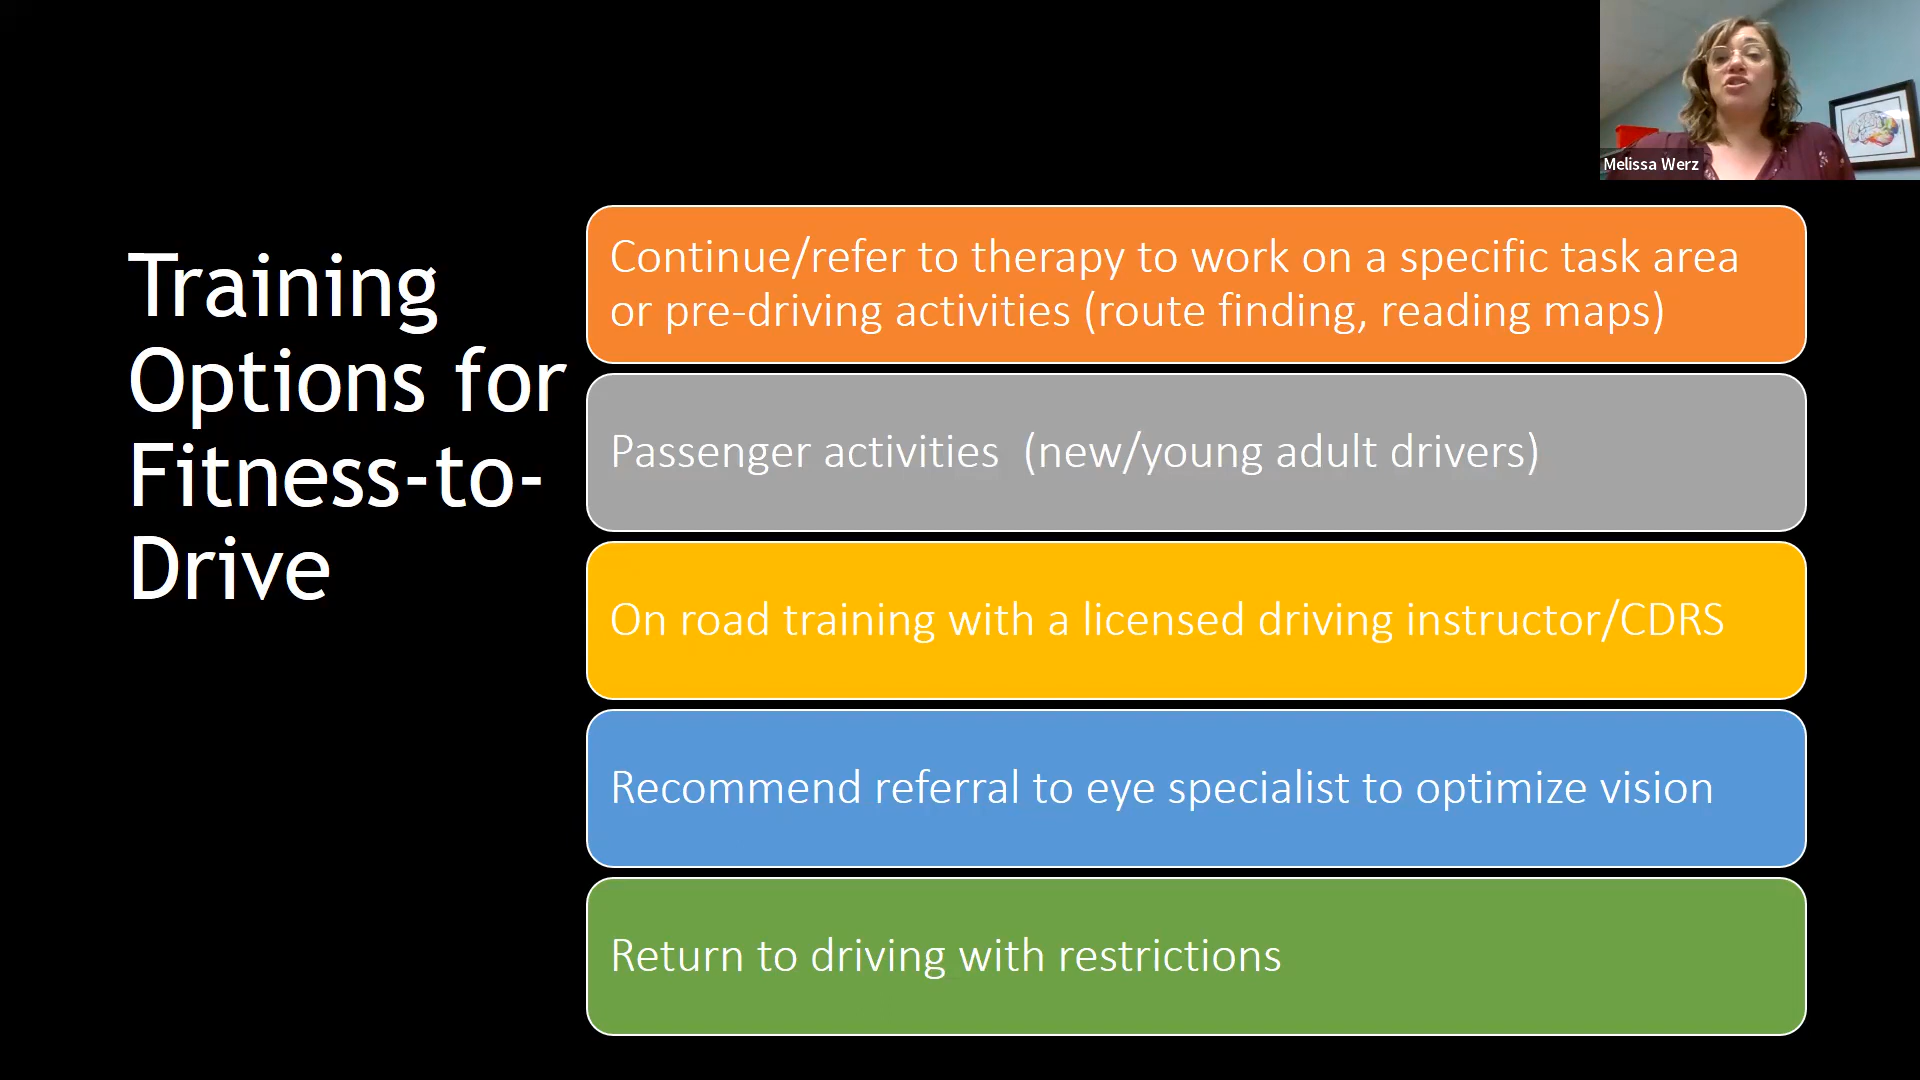 Melissa Werz
Training
Options for
Fitness-to-
Drive
Continue/refer to therapy to work on a specific task area
or pre-driving activities (route finding, reading maps)
Passenger activities  (new/young adult drivers)
On road training with a licensed driving instructor/CDRS
Recommend referral to eye specialist to optimize vision
Return to driving with restrictions